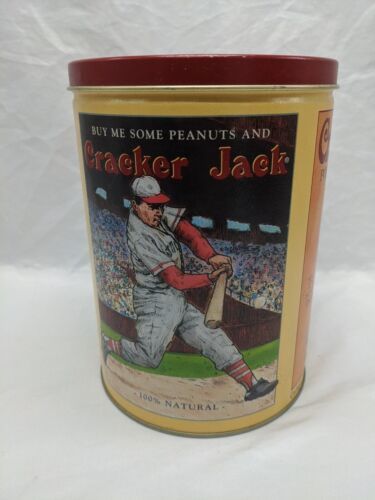 BUY ME SOME PEANUTS AND
Cracker Jack®
- 100% NATURAL -